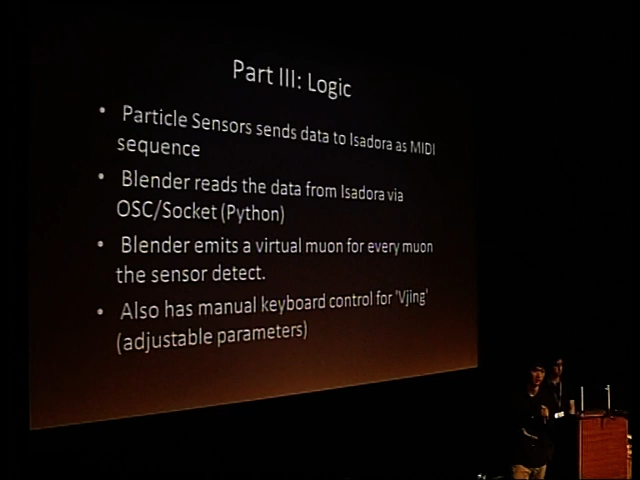 Part III: Logic
• Particle Sensors sends data to Isadora as MIDI
sequence
• Blender reads the data from Isadora via
OSC/Socket (Python)
• Blender emits a virtual muon for every muon
the sensor detect.
• Also has manual keyboard control for 'Vjing'
(adjustable parameters)